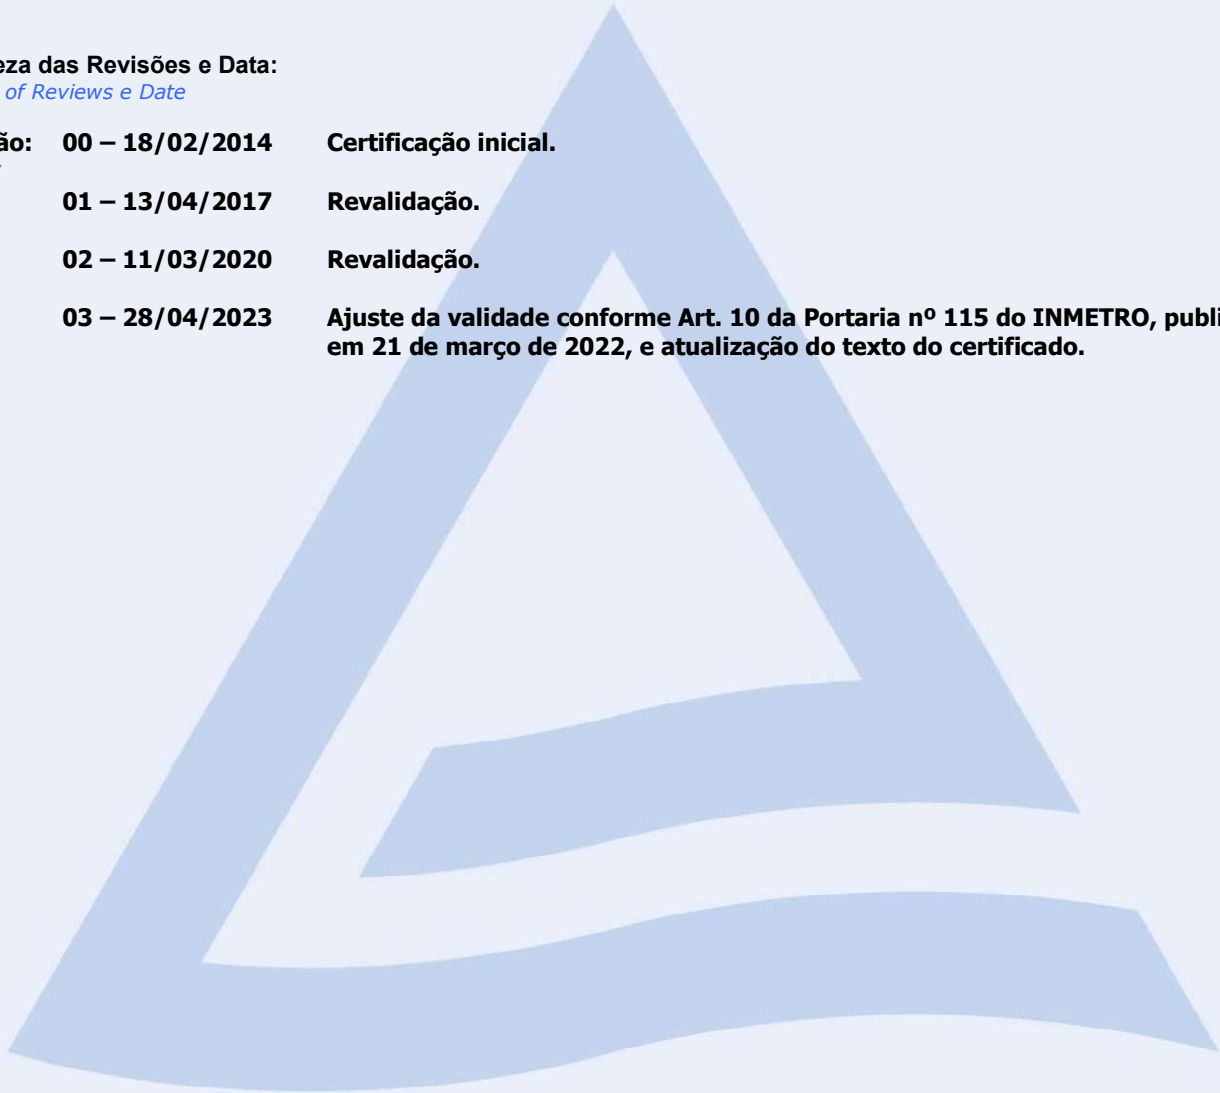 eza das Revisões e Data:
of Reviews e Date
ão: 00 – 18/02/2014 Certificação inicial.
01 – 13/04/2017 Revalidação.
02 – 11/03/2020 Revalidação.
03 – 28/04/2023 Ajuste da validade conforme Art. 10 da Portaria nº 115 do INMETRO, publi
em 21 de março de 2022, e atualização do texto do certificado.